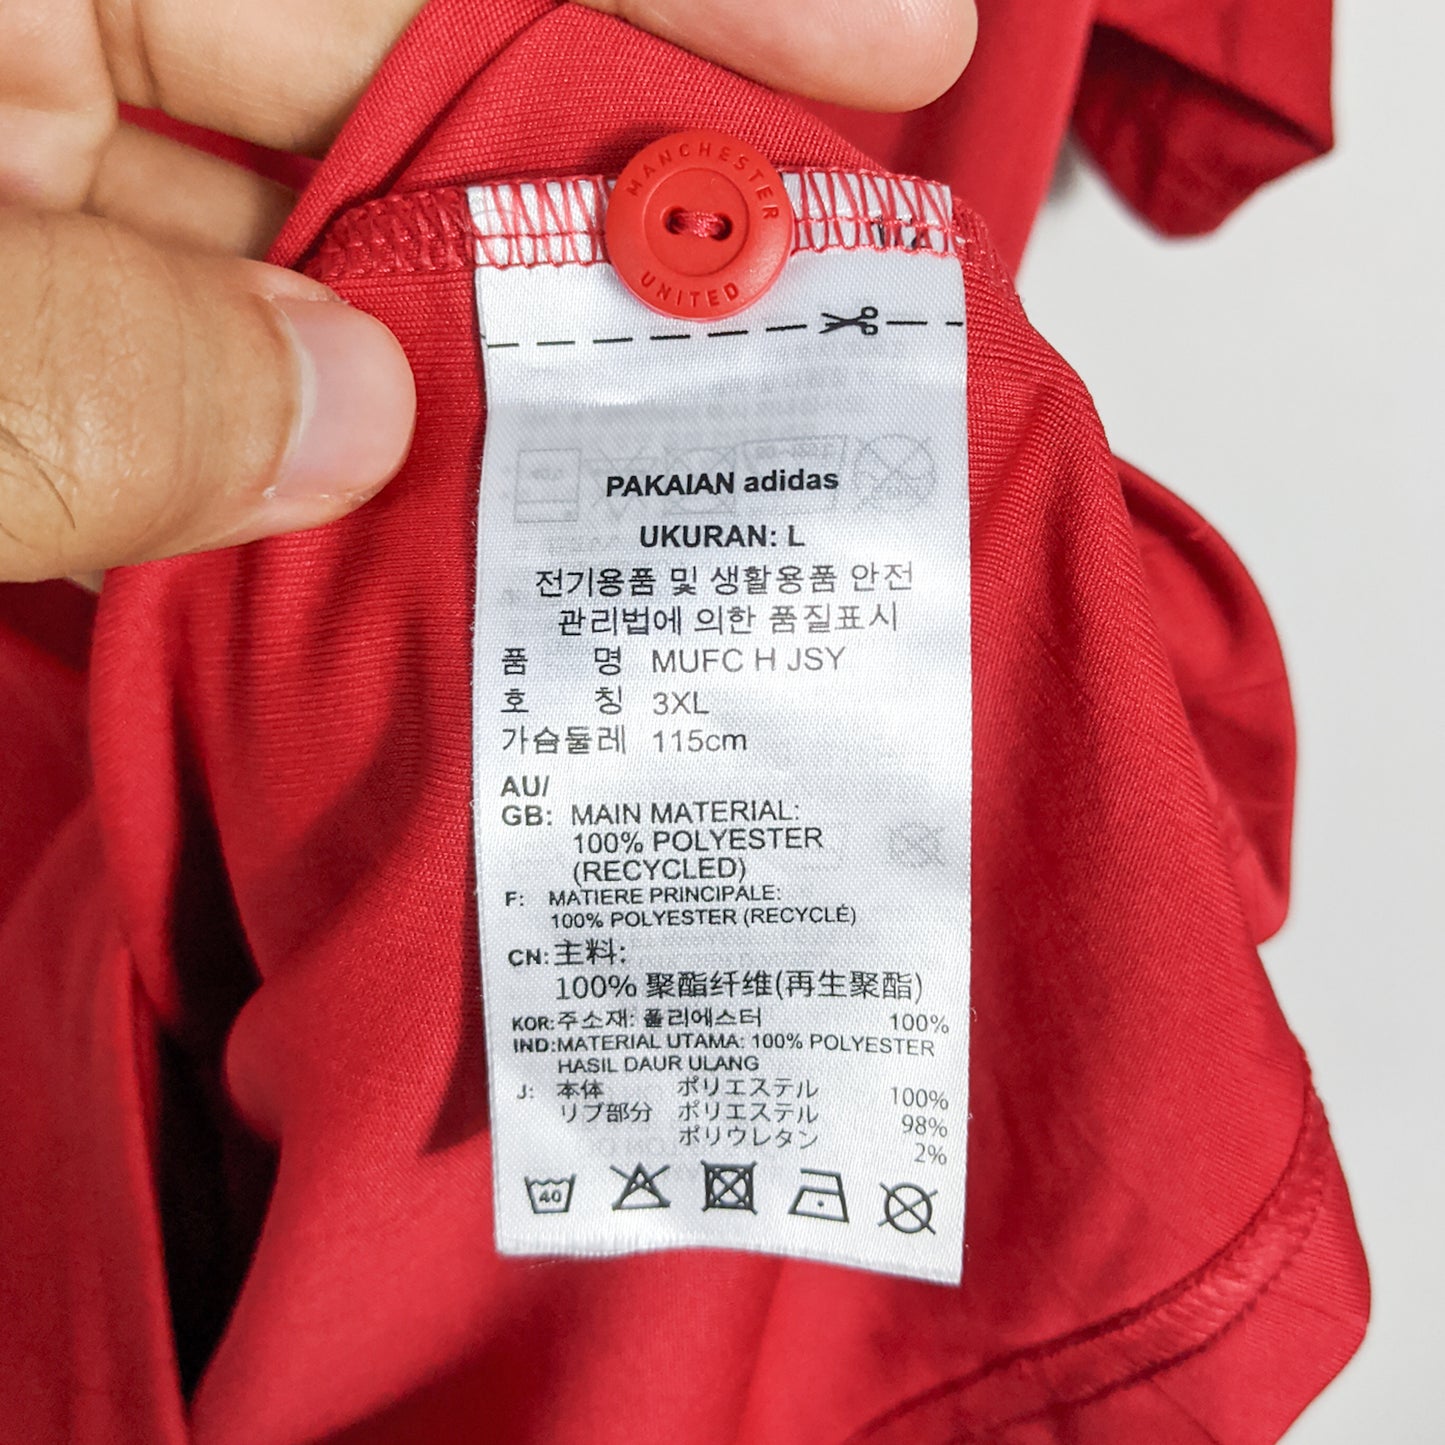 MANCHESTER
UNITED
PAKAIAN adidas
UKURAN: L
전기용품 및 생활용품 안전
관리법에 의한 품질표시
품 명 MUFC H JSY
호 칭 3XL
가슴둘레 115cm
AU/
GB: MAIN MATERIAL:
100% POLYESTER
(RECYCLED)
F: MATIERE PRINCIPALE:
100% POLYESTER (RECYCLÉ)
CN: 主料:
100% 聚酯纤维(再生聚酯)
KOR: 주소재: 폴리에스터 100%
IND: MATERIAL UTAMA: 100% POLYESTER
HASIL DAUR ULANG
J: 本体 ポリエステル 100%
リブ部分 ポリエステル 98%
ポリウレタン 2%
40